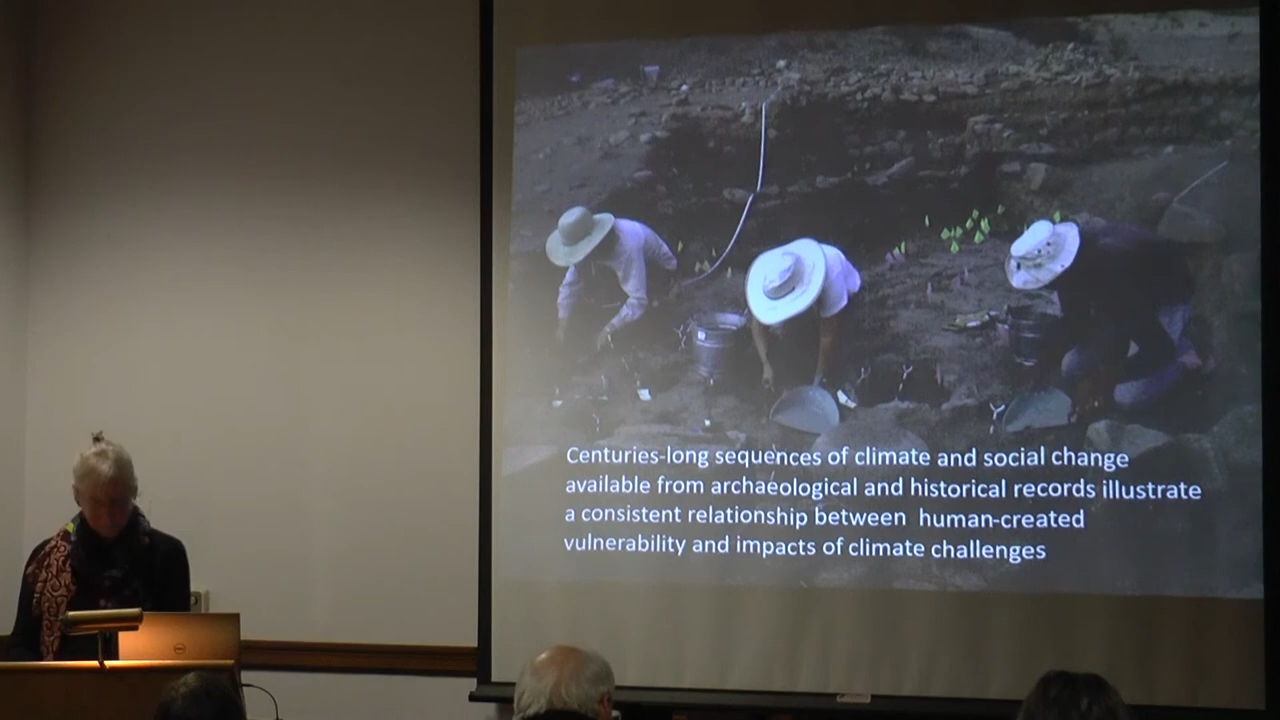 Centuries-long sequences of climate and social change
available from archaeological and historical records illustrate
a consistent relationship between human-created
vulnerability and impacts of climate challenges
DELL